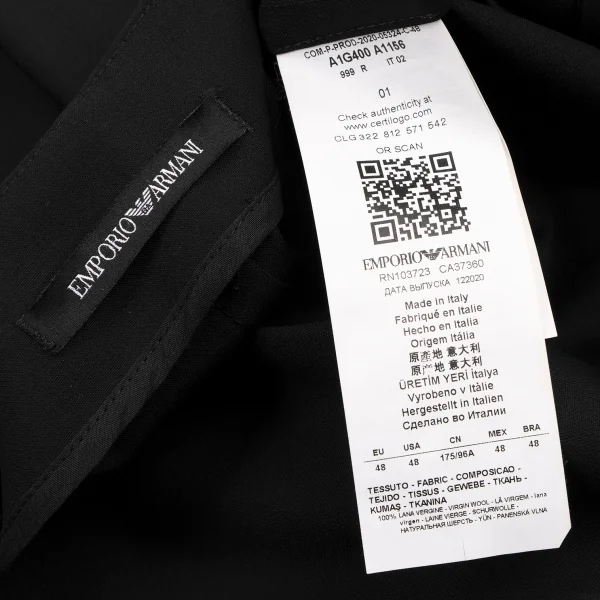 EMPORIO ARMANI
COM-P-PROD-2020-05324-C-48
A1G400 A1156
999 R IT 02
01
Check authenticity at
www.certilogo.com
CLG 322 812 571 542
OR SCAN
EMPORIO ARMANI
RN103723 CA37360
ДАТА ВЫПУСКА 122020
Made in Italy
Fabriqué en Italie
Hecho en Italia
Origem Itália
原産地 意大利
原产地 意大利
ÜRETİM YERİ İtalya
Vyrobeno v Itálie
Hergestellt in Italien
Сделано во Италии
EU USA CN MEX BRA
48 48 175/96A 48 48
TESSUTO - FABRIC - COMPOSICAO -
TEJIDO - TISSUS - GEWEBE - ТКАНЬ -
KUMAŞ - TKANINA
100% LANA VERGINE - VIRGIN WOOL - LÃ VIRGEM - lana
virgen - LAINE VIERGE - SCHURWOLLE -
НАТУРАЛЬНАЯ ШЕРСТЬ - YÜN - PANENSKÁ VLNA